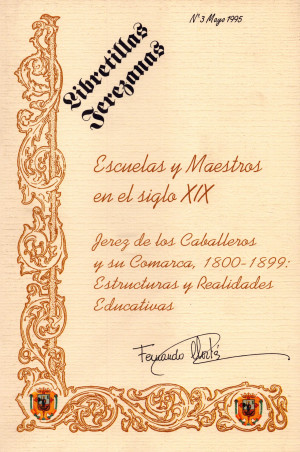 Nº 3 Mayo 1995
Libretillas
Jerezanas
Escuelas y Maestros
en el siglo XIX
Jerez de los Caballeros
y su Comarca, 1800-1899:
Estructuras y Realidades
Educativas
Fernando